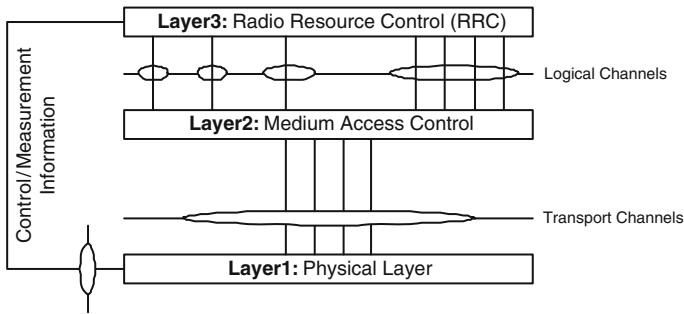 Layer3: Radio Resource Control (RRC)
Logical Channels
Layer2: Medium Access Control
Control/Measurement
Information
Transport Channels
Layer1: Physical Layer